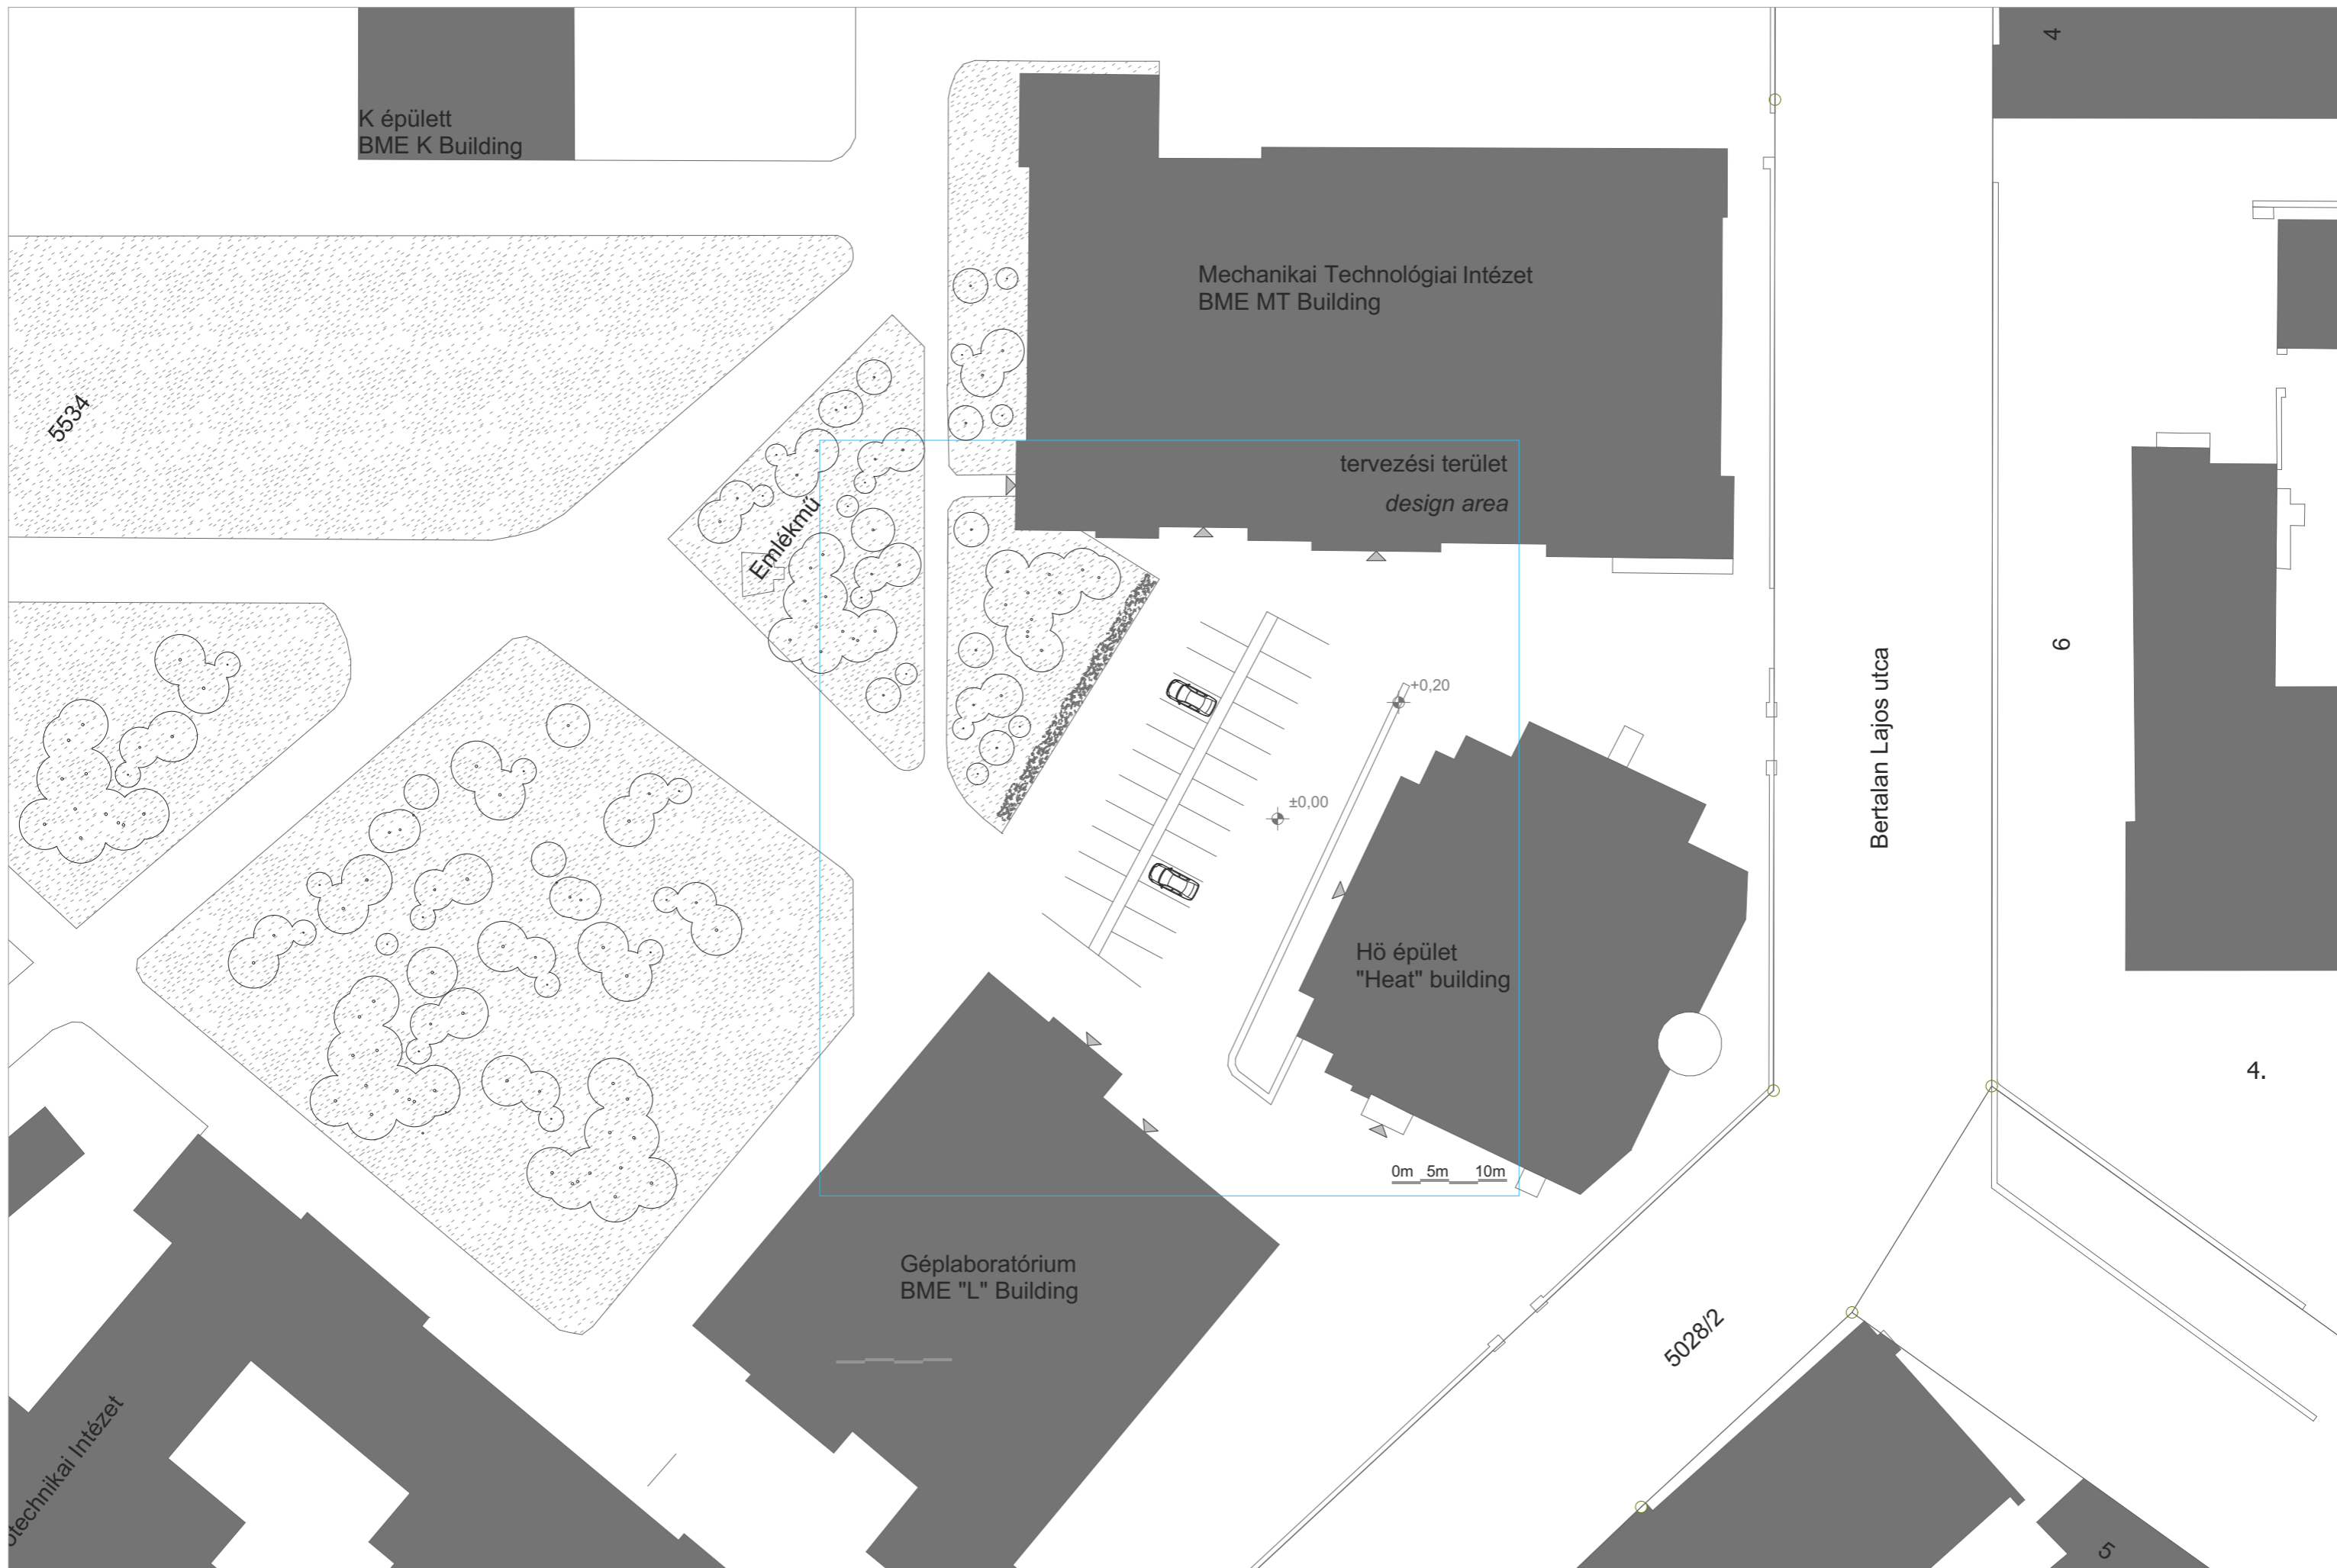 4
K épülett
BME K Building
Mechanikai Technológiai Intézet
BME MT Building
5534
tervezési terület
design area
Emlékmű
6
Bertalan Lajos utca
+0,20
±0,00
Hö épület
"Heat" building
4.
0m 5m 10m
Géplaboratórium
BME "L" Building
5028/2
technikai Intézet
5